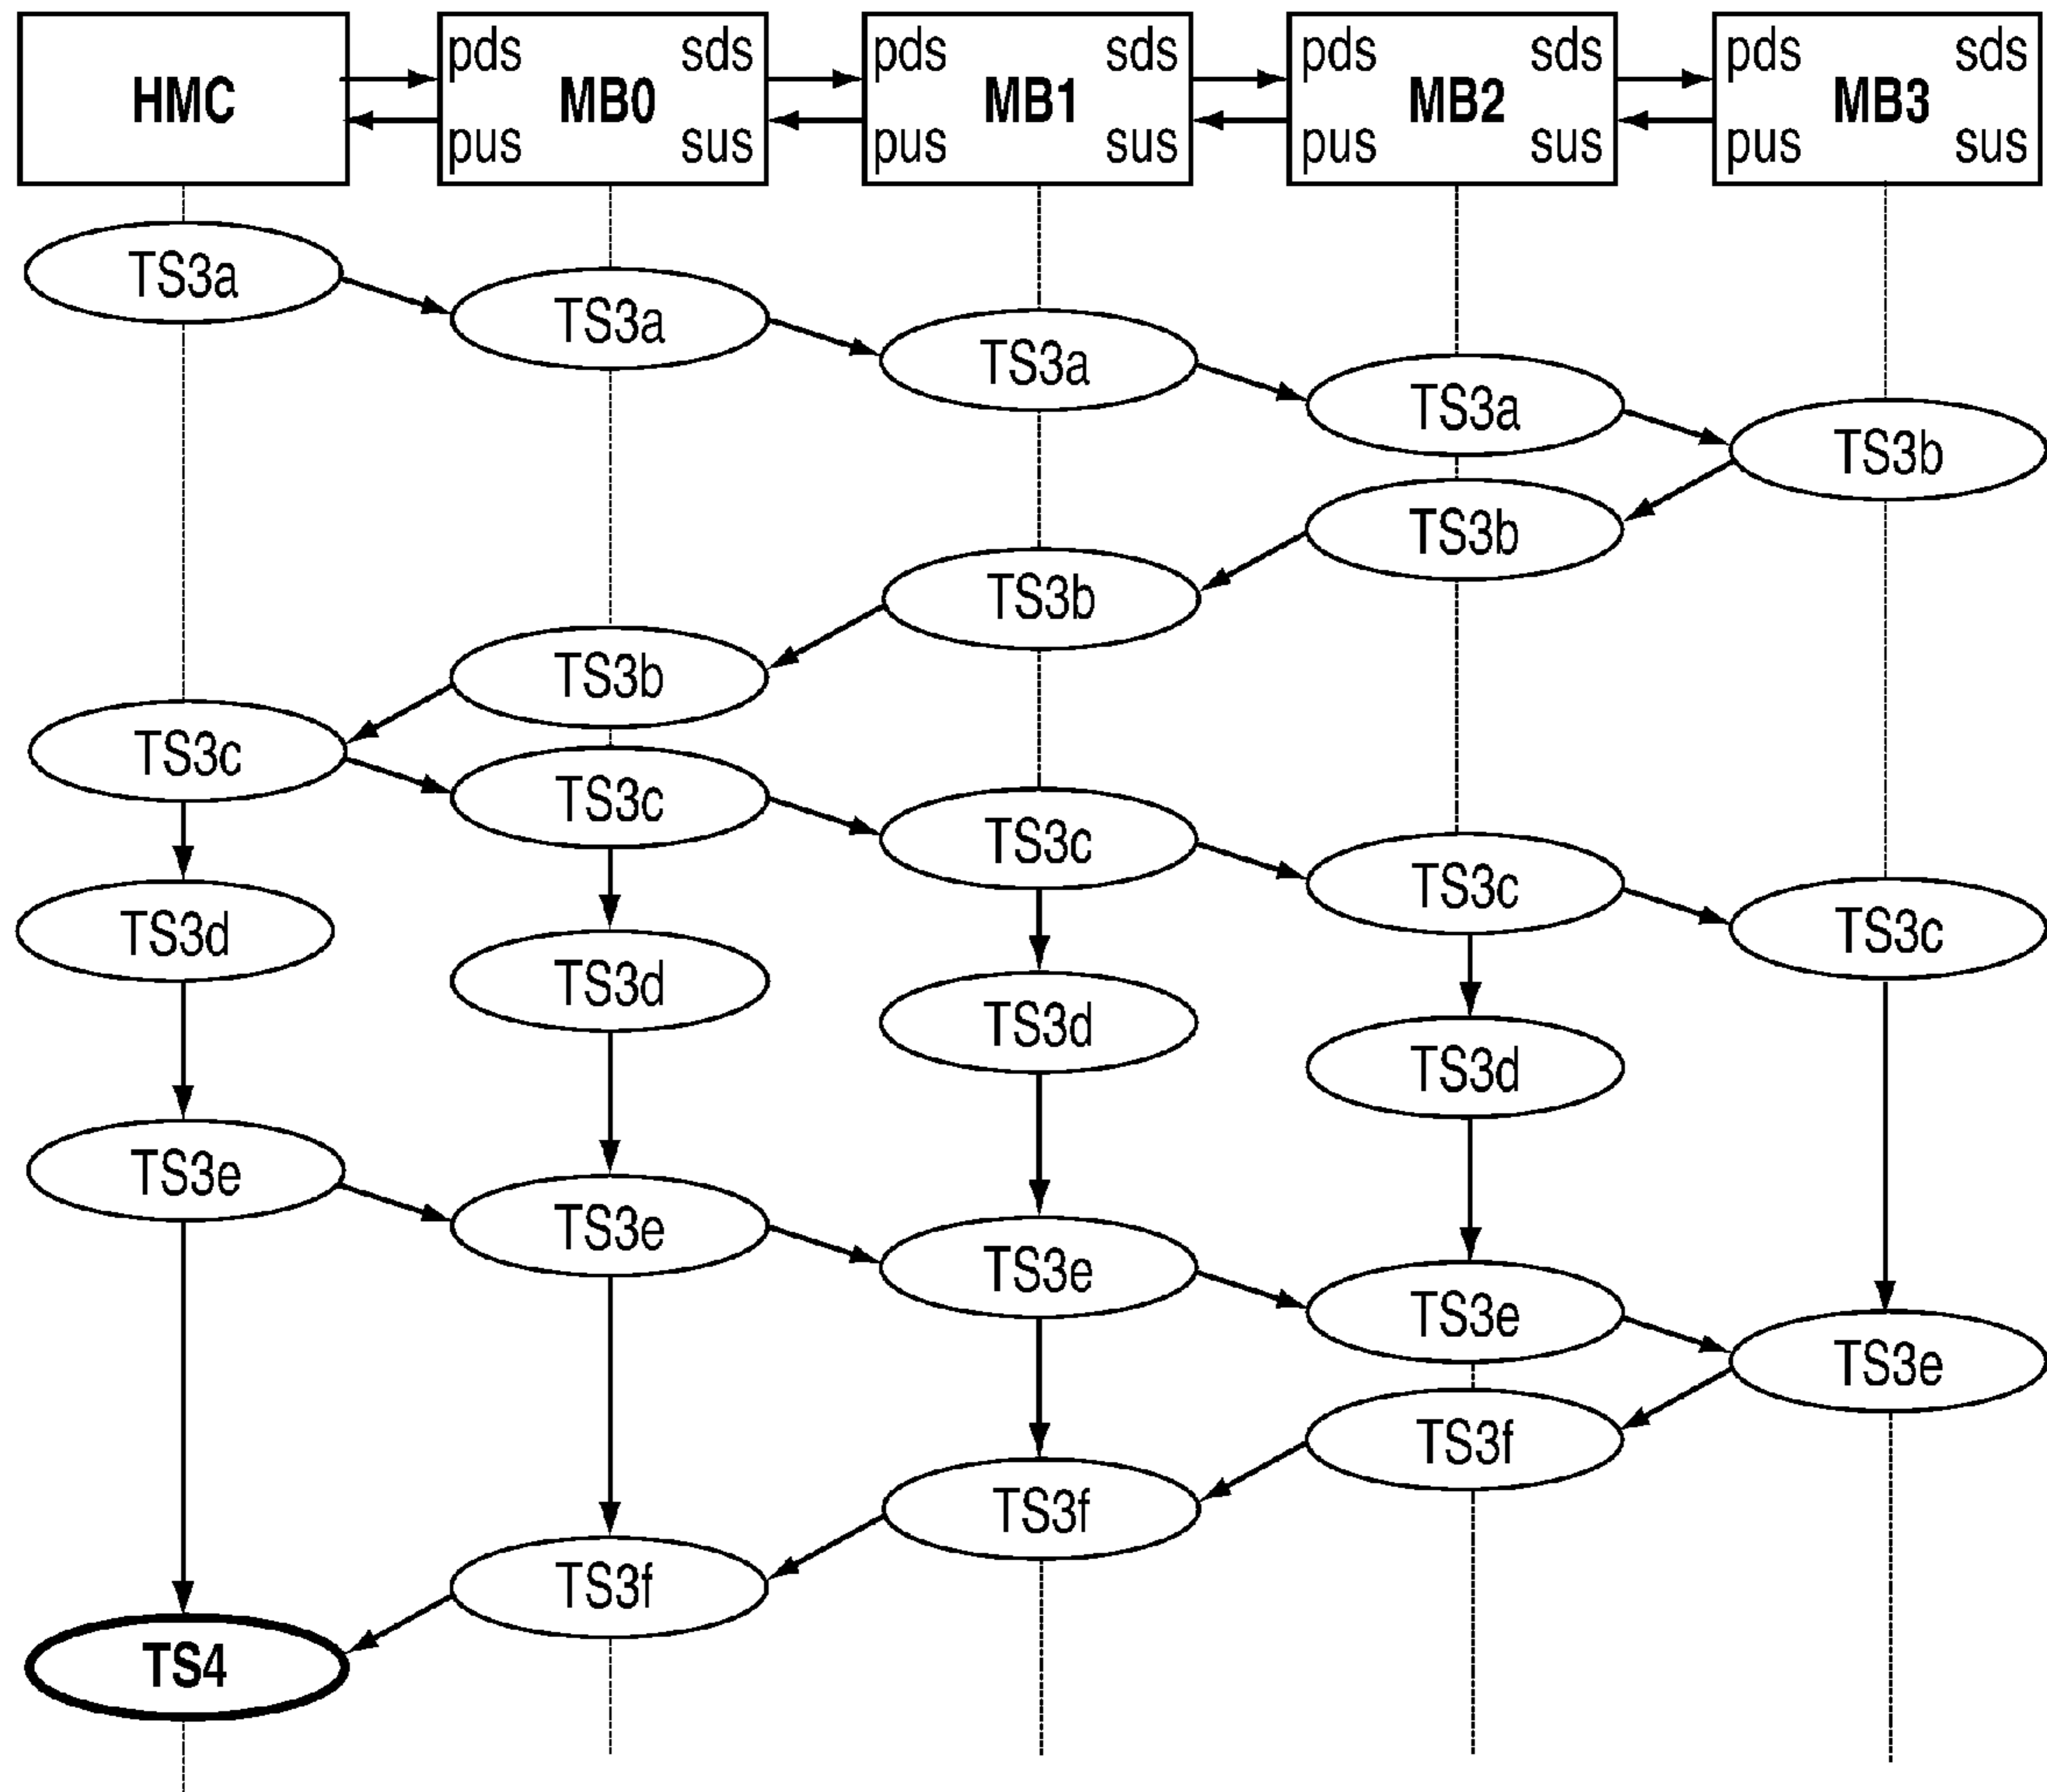 HMC
pds sds
MB0
pus sus
pds sds
MB1
pus sus
pds sds
MB2
pus sus
pds sds
MB3
pus sus
TS3a
TS3a
TS3a
TS3a
TS3b
TS3b
TS3b
TS3b
TS3c
TS3c
TS3c
TS3c
TS3c
TS3d
TS3d
TS3d
TS3d
TS3e
TS3e
TS3e
TS3e
TS3e
TS3f
TS3f
TS3f
TS4